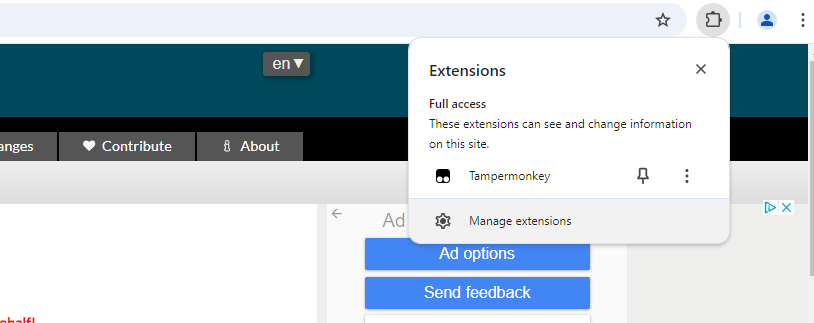 en ▼
Extensions
Full access
These extensions can see and change information
on this site.
anges
Contribute
About
Tampermonkey
Manage extensions
Ad
Ad options
Send feedback
ehalf!